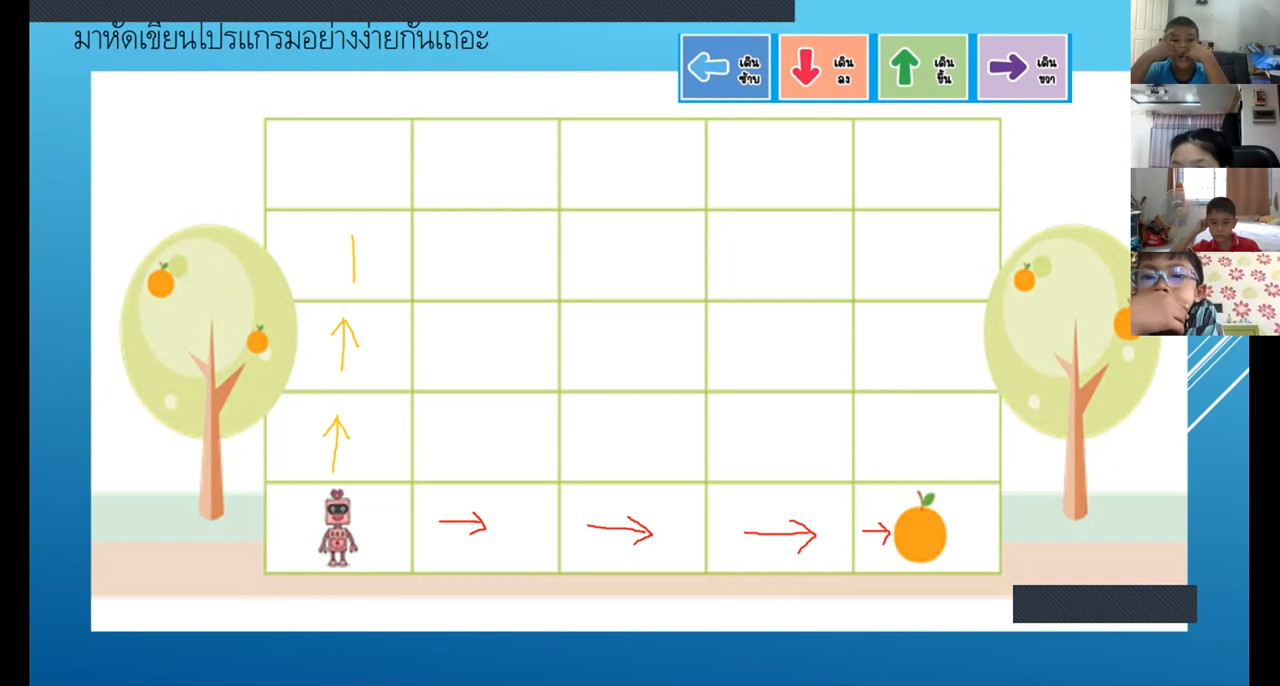 มาหัดเขียนโปรแกรมอย่างง่ายกันเถอะ
เดิน
ซ้าย
เดิน
ลง
เดิน
ขึ้น
เดิน
ขวา